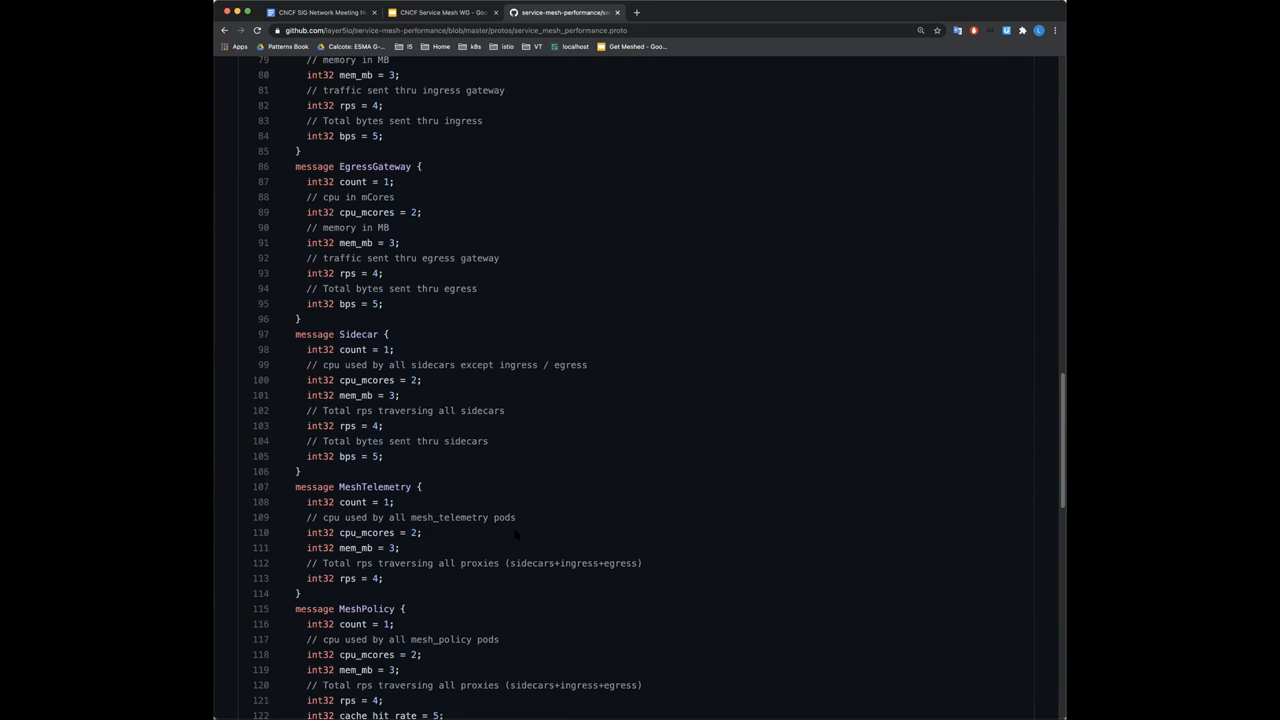 CNCF SIG Network Meeting N
CNCF Service Mesh WG - Goo
service-mesh-performance/se
github.com/layer5io/service-mesh-performance/blob/master/protos/service_mesh_performance.proto
Apps Patterns Book Calcote: ESMA G-... l5 Home k8s istio VT localhost Get Meshed - Goo...
79 // memory in MB
80 int32 mem_mb = 3;
81 // traffic sent thru ingress gateway
82 int32 rps = 4;
83 // Total bytes sent thru ingress
84 int32 bps = 5;
85 }
86 message EgressGateway {
87 int32 count = 1;
88 // cpu in mCores
89 int32 cpu_mcores = 2;
90 // memory in MB
91 int32 mem_mb = 3;
92 // traffic sent thru egress gateway
93 int32 rps = 4;
94 // Total bytes sent thru egress
95 int32 bps = 5;
96 }
97 message Sidecar {
98 int32 count = 1;
99 // cpu used by all sidecars except ingress / egress
100 int32 cpu_mcores = 2;
101 int32 mem_mb = 3;
102 // Total rps traversing all sidecars
103 int32 rps = 4;
104 // Total bytes sent thru sidecars
105 int32 bps = 5;
106 }
107 message MeshTelemetry {
108 int32 count = 1;
109 // cpu used by all mesh_telemetry pods
110 int32 cpu_mcores = 2;
111 int32 mem_mb = 3;
112 // Total rps traversing all proxies (sidecars+ingress+egress)
113 int32 rps = 4;
114 }
115 message MeshPolicy {
116 int32 count = 1;
117 // cpu used by all mesh_policy pods
118 int32 cpu_mcores = 2;
119 int32 mem_mb = 3;
120 // Total rps traversing all proxies (sidecars+ingress+egress)
121 int32 rps = 4;
122 int32 cache_hit_rate = 5;